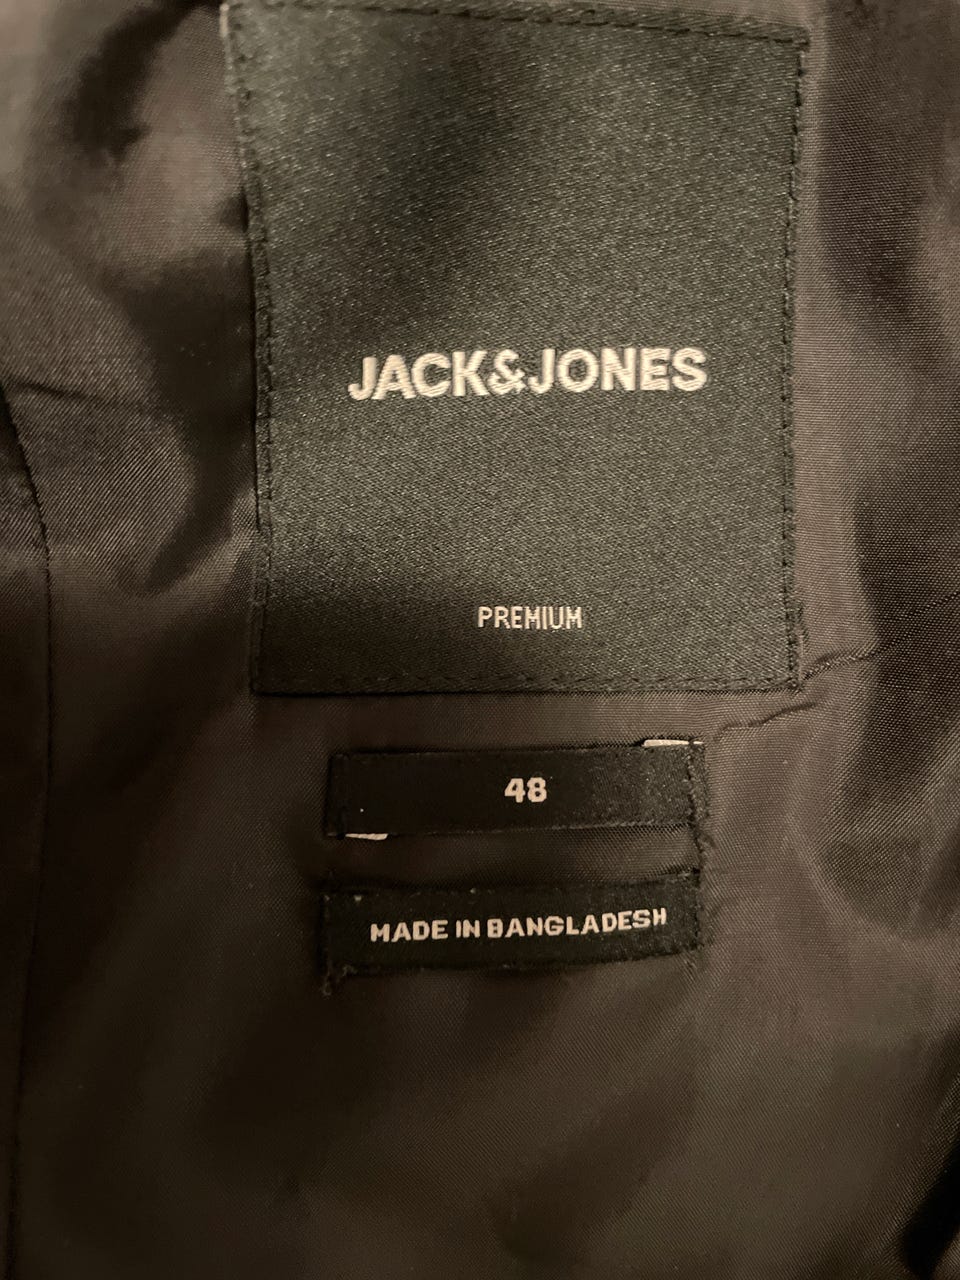 JACK&JONES
PREMIUM
48
MADE IN BANGLADESH